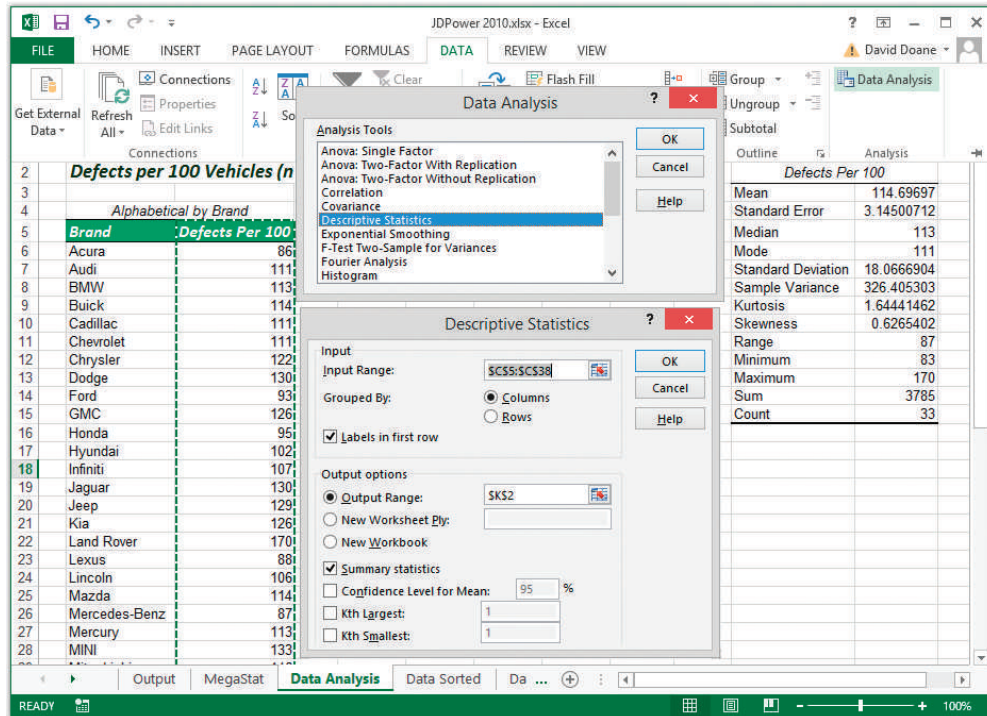 JDPower 2010.xlsx - Excel
FILE HOME INSERT PAGE LAYOUT FORMULAS DATA REVIEW VIEW David Doane
Get External Data
Refresh All
Connections
Properties
Edit Links
Connections
So
Clear
Flash Fill
Group
Ungroup
Subtotal
Outline
Data Analysis
Analysis
Data Analysis
Analysis Tools
Anova: Single Factor
Anova: Two-Factor With Replication
Anova: Two-Factor Without Replication
Correlation
Covariance
Descriptive Statistics
Exponential Smoothing
F-Test Two-Sample for Variances
Fourier Analysis
Histogram
OK
Cancel
Help
Descriptive Statistics
Input
Input Range: $C$5:$C$38
Grouped By: Columns
Rows
Labels in first row
Output options
Output Range: $K$2
New Worksheet Ply:
New Workbook
Summary statistics
Confidence Level for Mean: 95 %
Kth Largest: 1
Kth Smallest: 1
OK
Cancel
Help
2 Defects per 100 Vehicles (n
3
4 Alphabetical by Brand
5 Brand Defects Per 100
6 Acura 86
7 Audi 111
8 BMW 113
9 Buick 114
10 Cadillac 111
11 Chevrolet 111
12 Chrysler 122
13 Dodge 130
14 Ford 93
15 GMC 126
16 Honda 95
17 Hyundai 102
18 Infiniti 107
19 Jaguar 130
20 Jeep 129
21 Kia 126
22 Land Rover 170
23 Lexus 88
24 Lincoln 106
25 Mazda 114
26 Mercedes-Benz 87
27 Mercury 113
28 MINI 133
Defects Per 100
Mean 114.69697
Standard Error 3.14500712
Median 113
Mode 111
Standard Deviation 18.0666904
Sample Variance 326.405303
Kurtosis 1.64441462
Skewness 0.6265402
Range 87
Minimum 83
Maximum 170
Sum 3785
Count 33
Output MegaStat Data Analysis Data Sorted Da ...
READY 100%